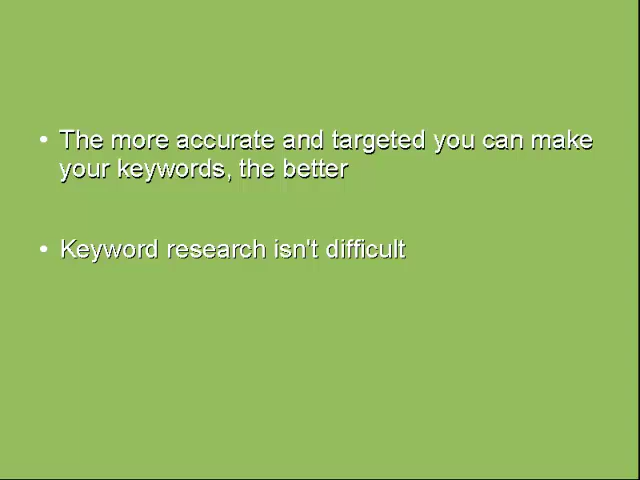 • The more accurate and targeted you can make
your keywords, the better
• Keyword research isn't difficult